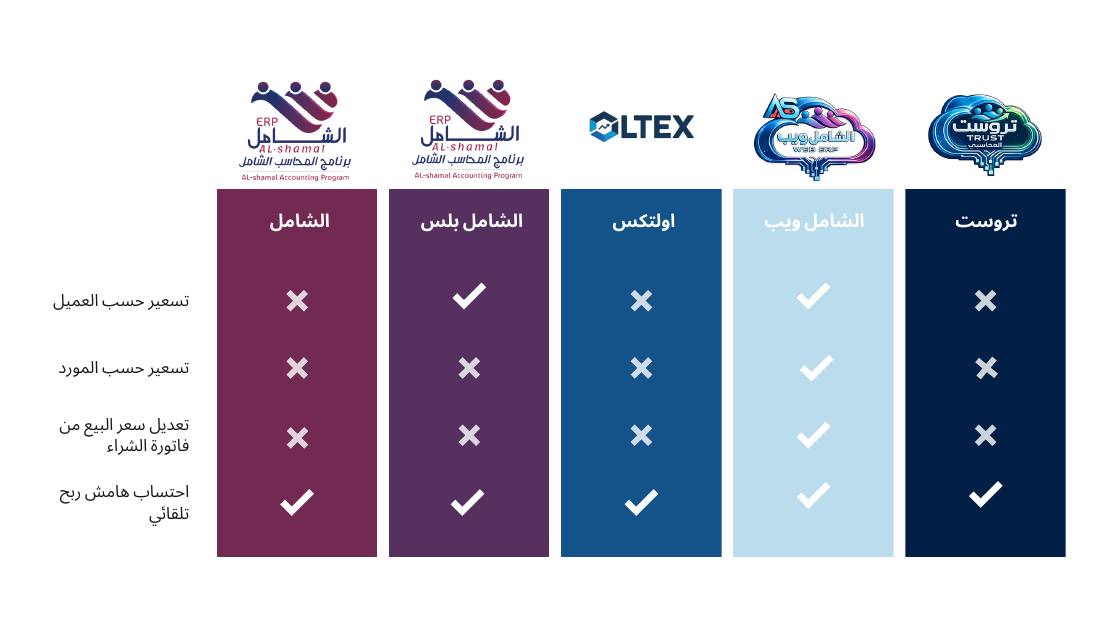 ERP
الشامل
AL-shamal
برنامج المحاسب الشامل
AL-shamal Accounting Program
ERP
الشامل
AL-shamal
برنامج المحاسب الشامل
AL-shamal Accounting Program
OLTEX
AS
الشامل ويب
WEB ERP
تروست
TRUST
المحاسبي
الشامل
الشامل بلس
اولتكس
الشامل ويب
تروست
تسعير حسب العميل
تسعير حسب المورد
تعديل سعر البيع من
فاتورة الشراء
احتساب هامش ربح
تلقائي